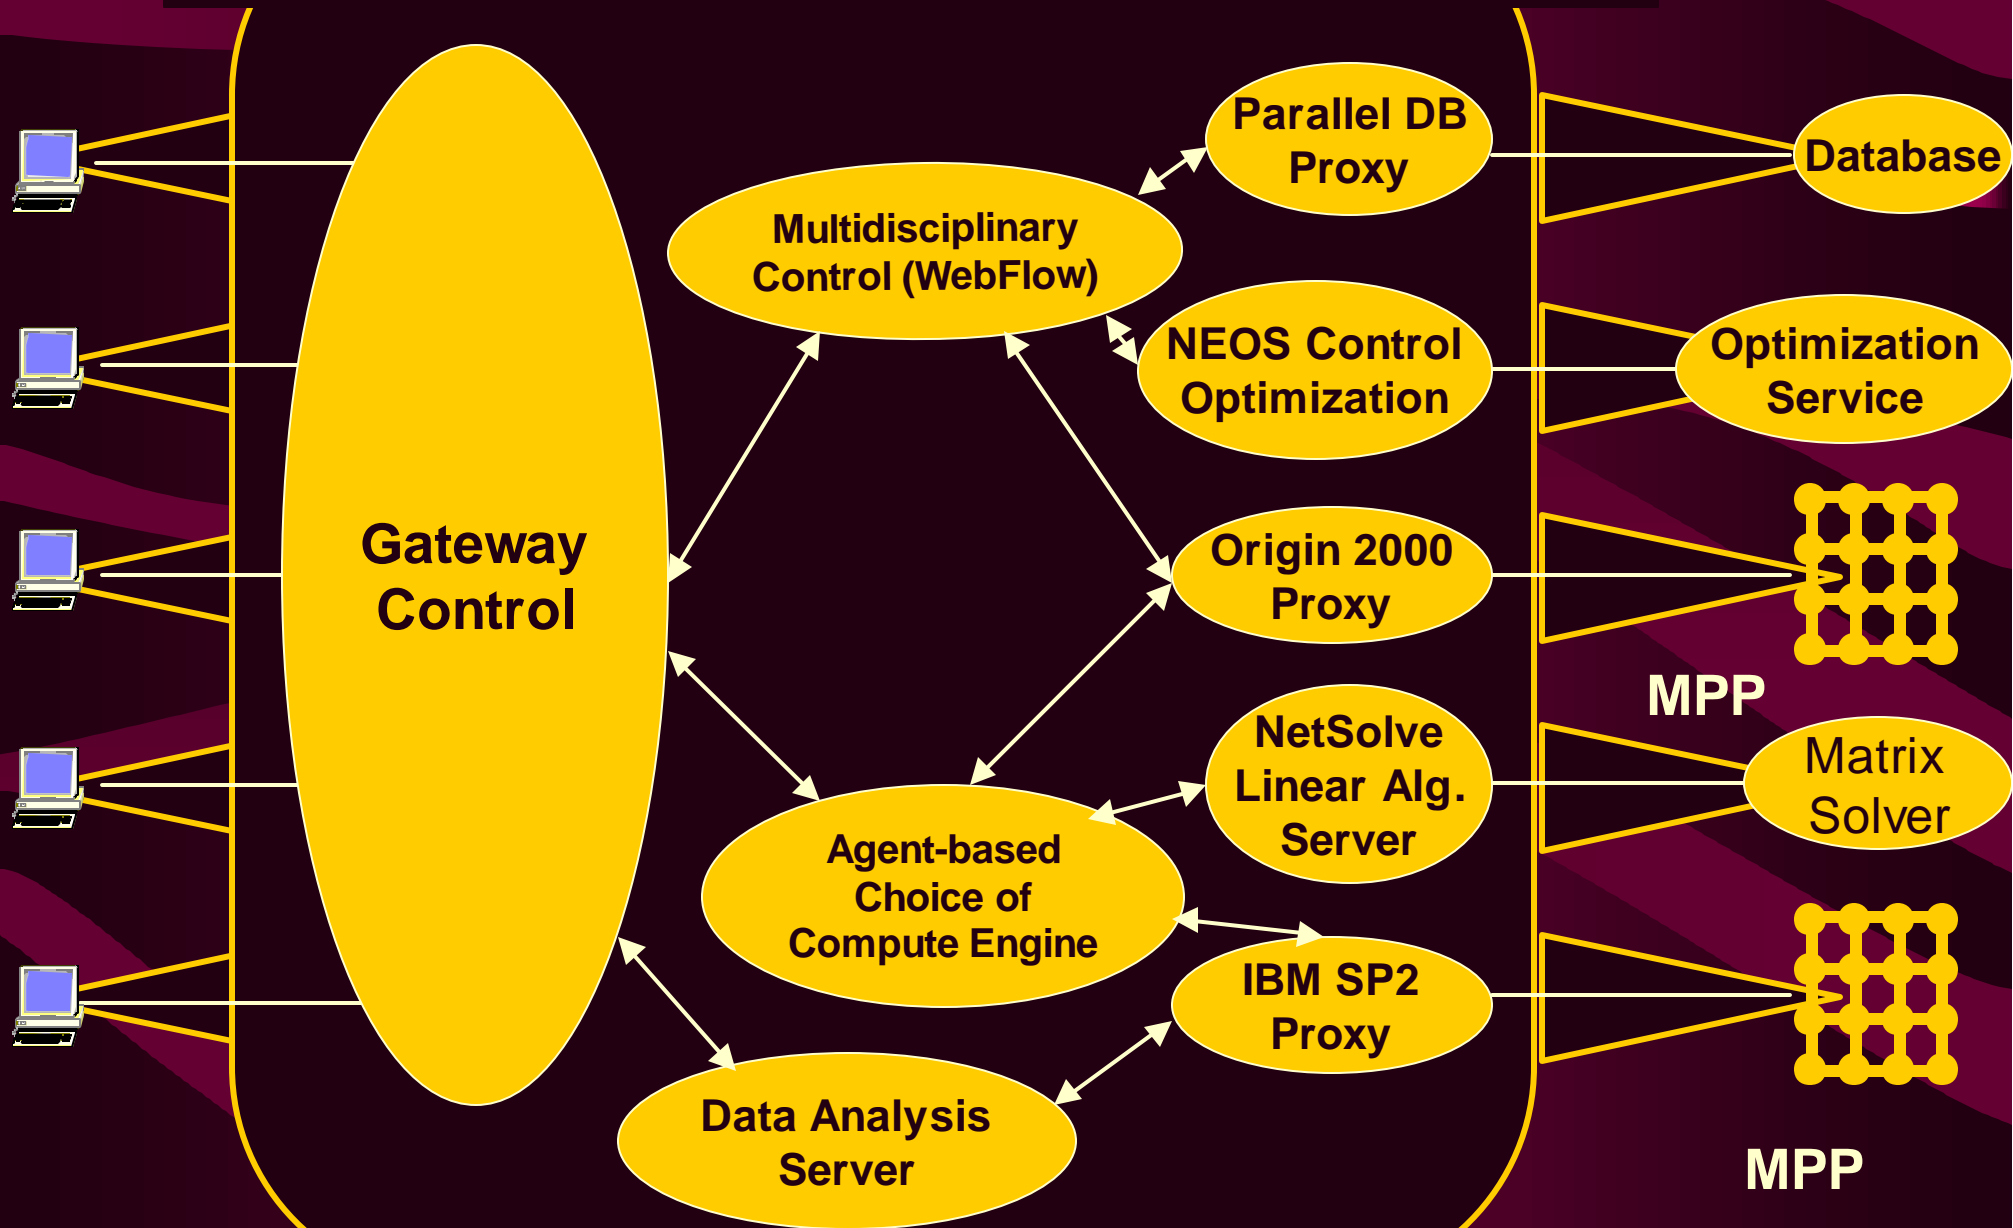 Gateway
Control
Multidisciplinary
Control (WebFlow)
Parallel DB
Proxy
Database
NEOS Control
Optimization
Optimization
Service
Origin 2000
Proxy
MPP
NetSolve
Linear Alg.
Server
Matrix
Solver
Agent-based
Choice of
Compute Engine
IBM SP2
Proxy
Data Analysis
Server
MPP